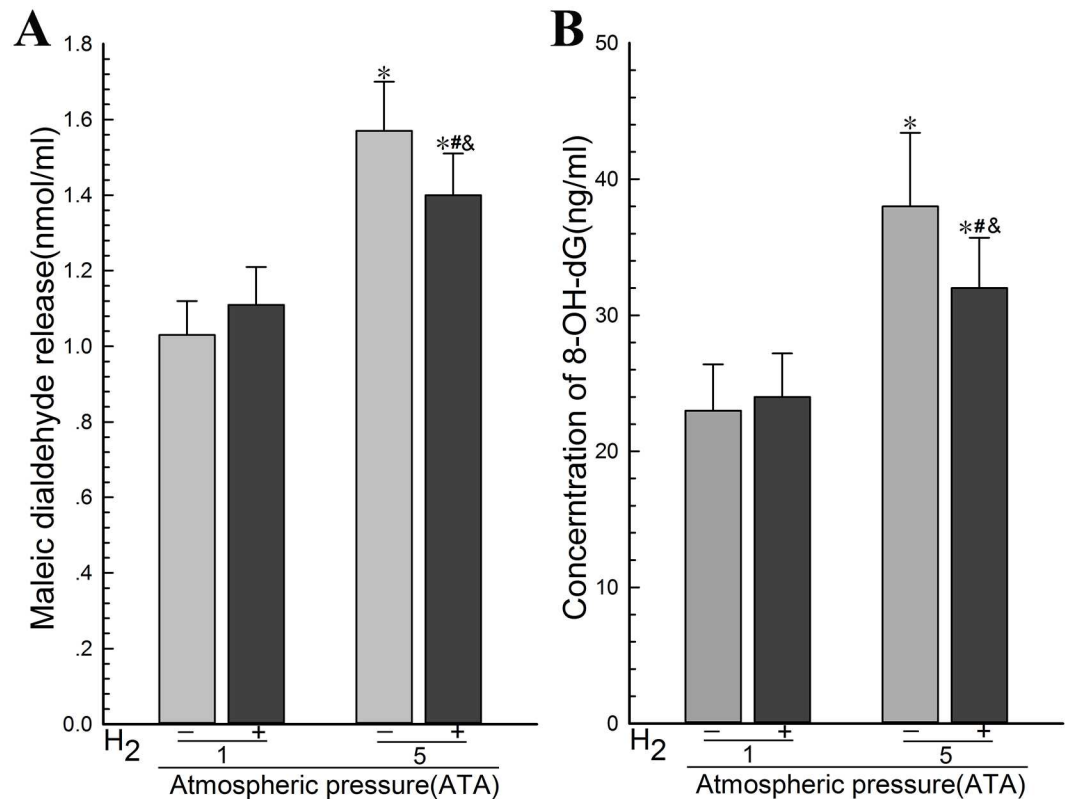 A
Maleic dialdehyde release(nmol/ml)
1.8
1.6
1.4
1.2
1.0
.8
.6
.4
.2
0.0
*
*#&
H2
− + − +
1 5
Atmospheric pressure(ATA)
B
Concerntration of 8-OH-dG(ng/ml)
50
40
30
20
10
0
*
*#&
H2
− + − +
1 5
Atmospheric pressure(ATA)